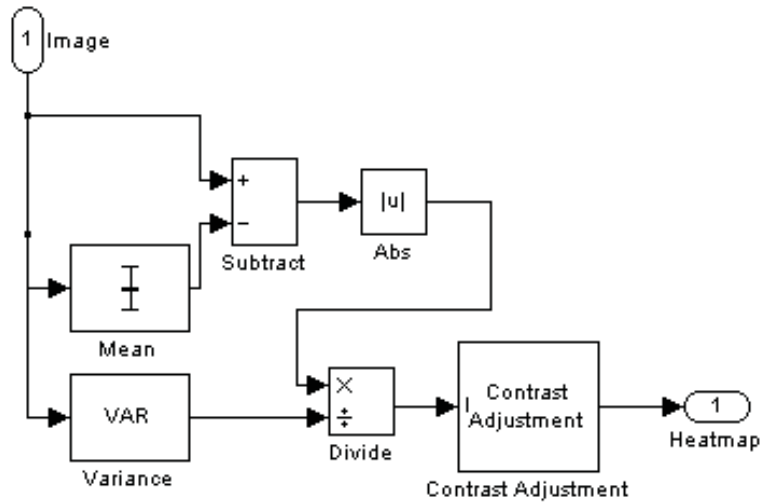 1
Image
+
−
Subtract
|u|
Abs
Mean
VAR
Variance
×
÷
Divide
I
Contrast
Adjustment
Contrast Adjustment
1
Heatmap